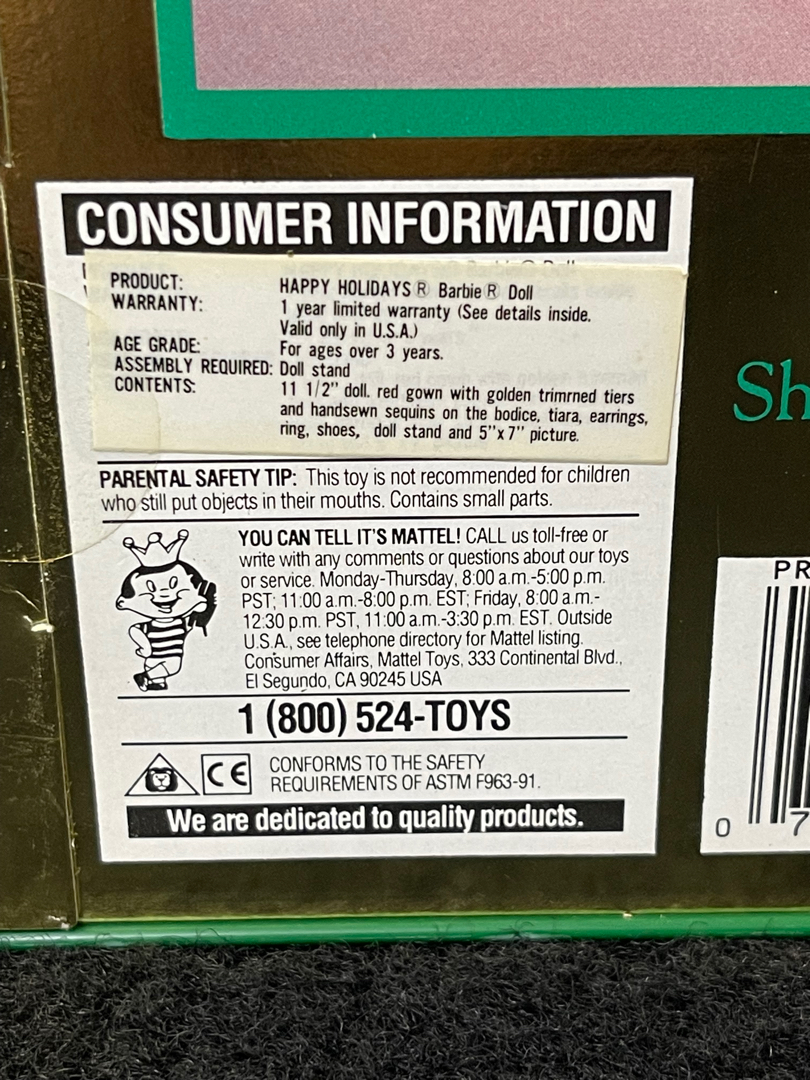 CONSUMER INFORMATION
PRODUCT: HAPPY HOLIDAYS® Barbie® Doll
WARRANTY: 1 year limited warranty (See details inside.
Valid only in U.S.A.)
AGE GRADE: For ages over 3 years.
ASSEMBLY REQUIRED: Doll stand
CONTENTS: 11 1/2" doll. red gown with golden trimrned tiers
and handsewn sequins on the bodice, tiara, earrings,
ring, shoes, doll stand and 5"x7" picture.
PARENTAL SAFETY TIP: This toy is not recommended for children
who still put objects in their mouths. Contains small parts.
YOU CAN TELL IT'S MATTEL! CALL us toll-free or
write with any comments or questions about our toys
or service. Monday-Thursday, 8:00 a.m.-5:00 p.m.
PST; 11:00 a.m.-8:00 p.m. EST; Friday, 8:00 a.m.-
12:30 p.m. PST, 11:00 a.m.-3:30 p.m. EST. Outside
U.S.A., see telephone directory for Mattel listing.
Consumer Affairs, Mattel Toys, 333 Continental Blvd.,
El Segundo, CA 90245 USA
1 (800) 524-TOYS
CE CONFORMS TO THE SAFETY
REQUIREMENTS OF ASTM F963-91.
We are dedicated to quality products.
Sh
PR
0 7